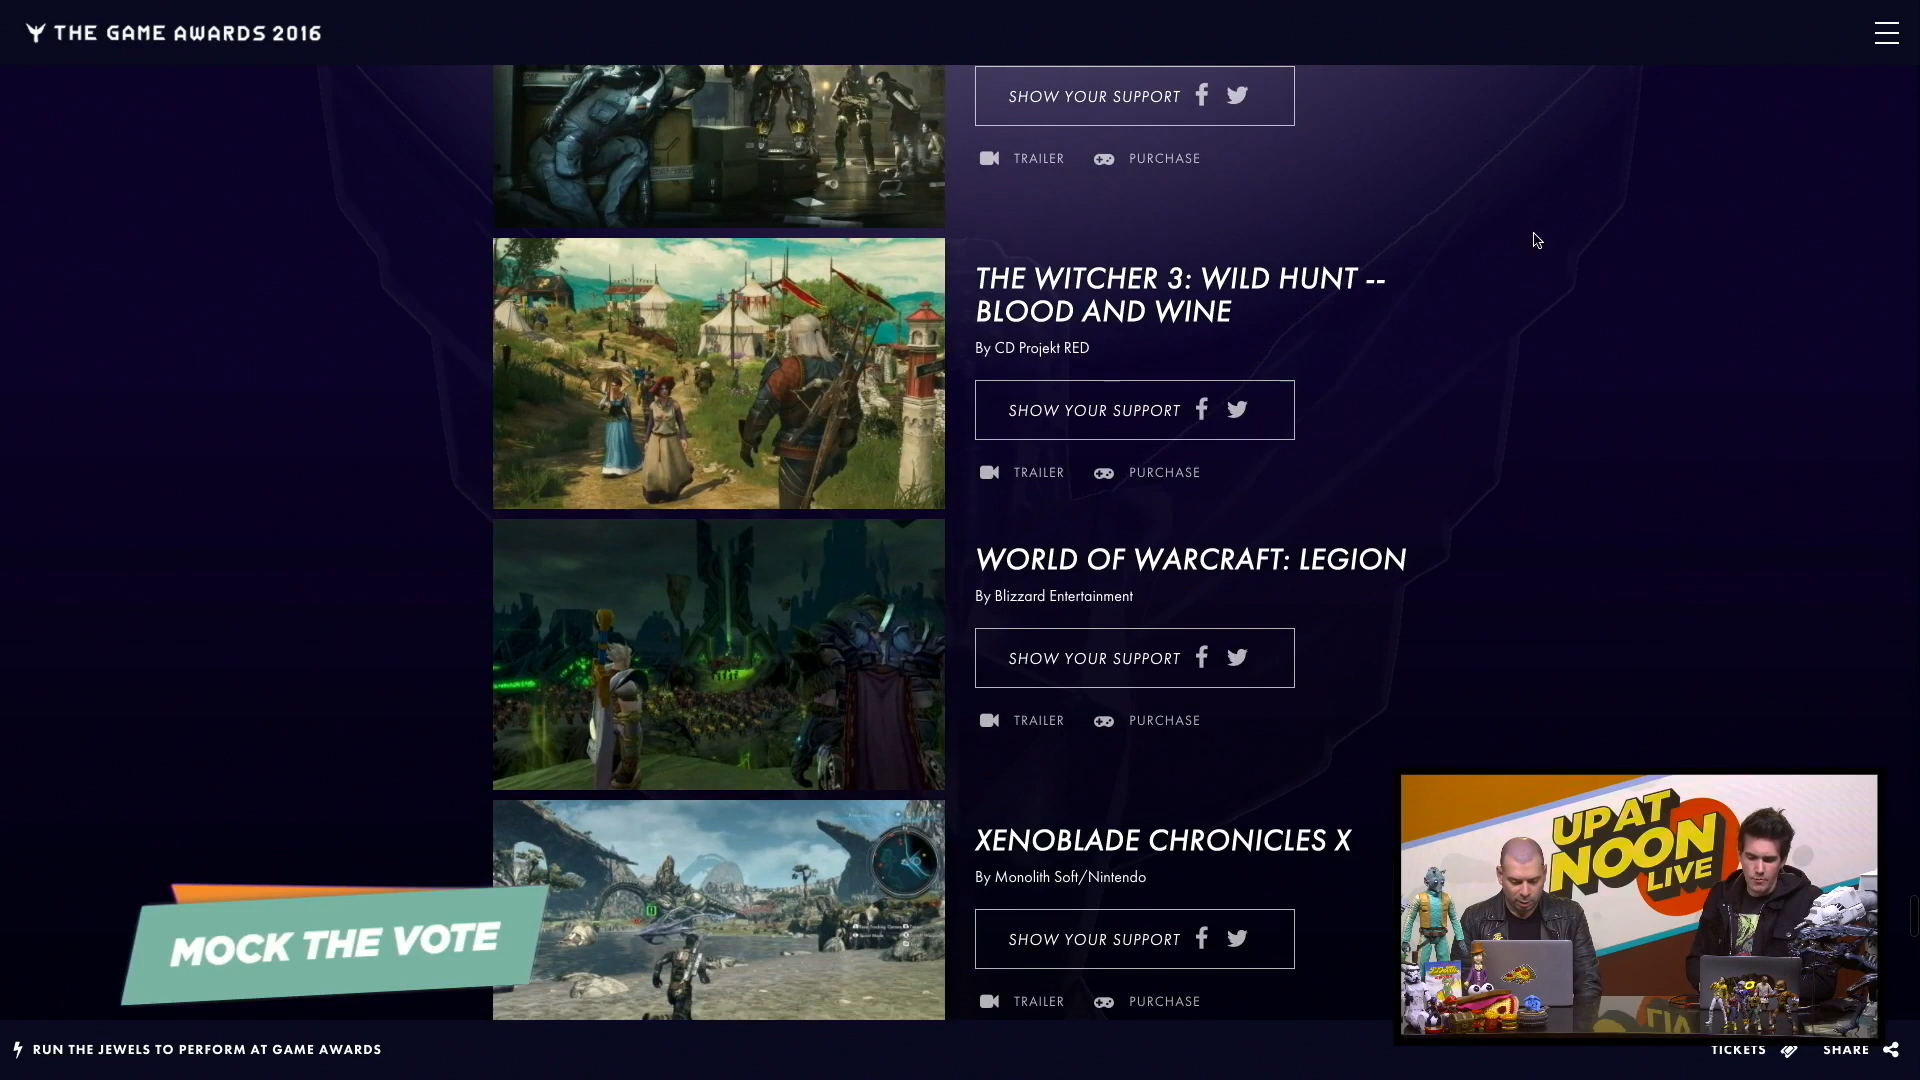 THE GAME AWARDS 2016
SHOW YOUR SUPPORT
TRAILER PURCHASE
THE WITCHER 3: WILD HUNT --
BLOOD AND WINE
By CD Projekt RED
SHOW YOUR SUPPORT
TRAILER PURCHASE
WORLD OF WARCRAFT: LEGION
By Blizzard Entertainment
SHOW YOUR SUPPORT
TRAILER PURCHASE
XENOBLADE CHRONICLES X
By Monolith Soft/Nintendo
SHOW YOUR SUPPORT
TRAILER PURCHASE
MOCK THE VOTE
UP AT
NOON
LIVE
RUN THE JEWELS TO PERFORM AT GAME AWARDS
TICKETS SHARE